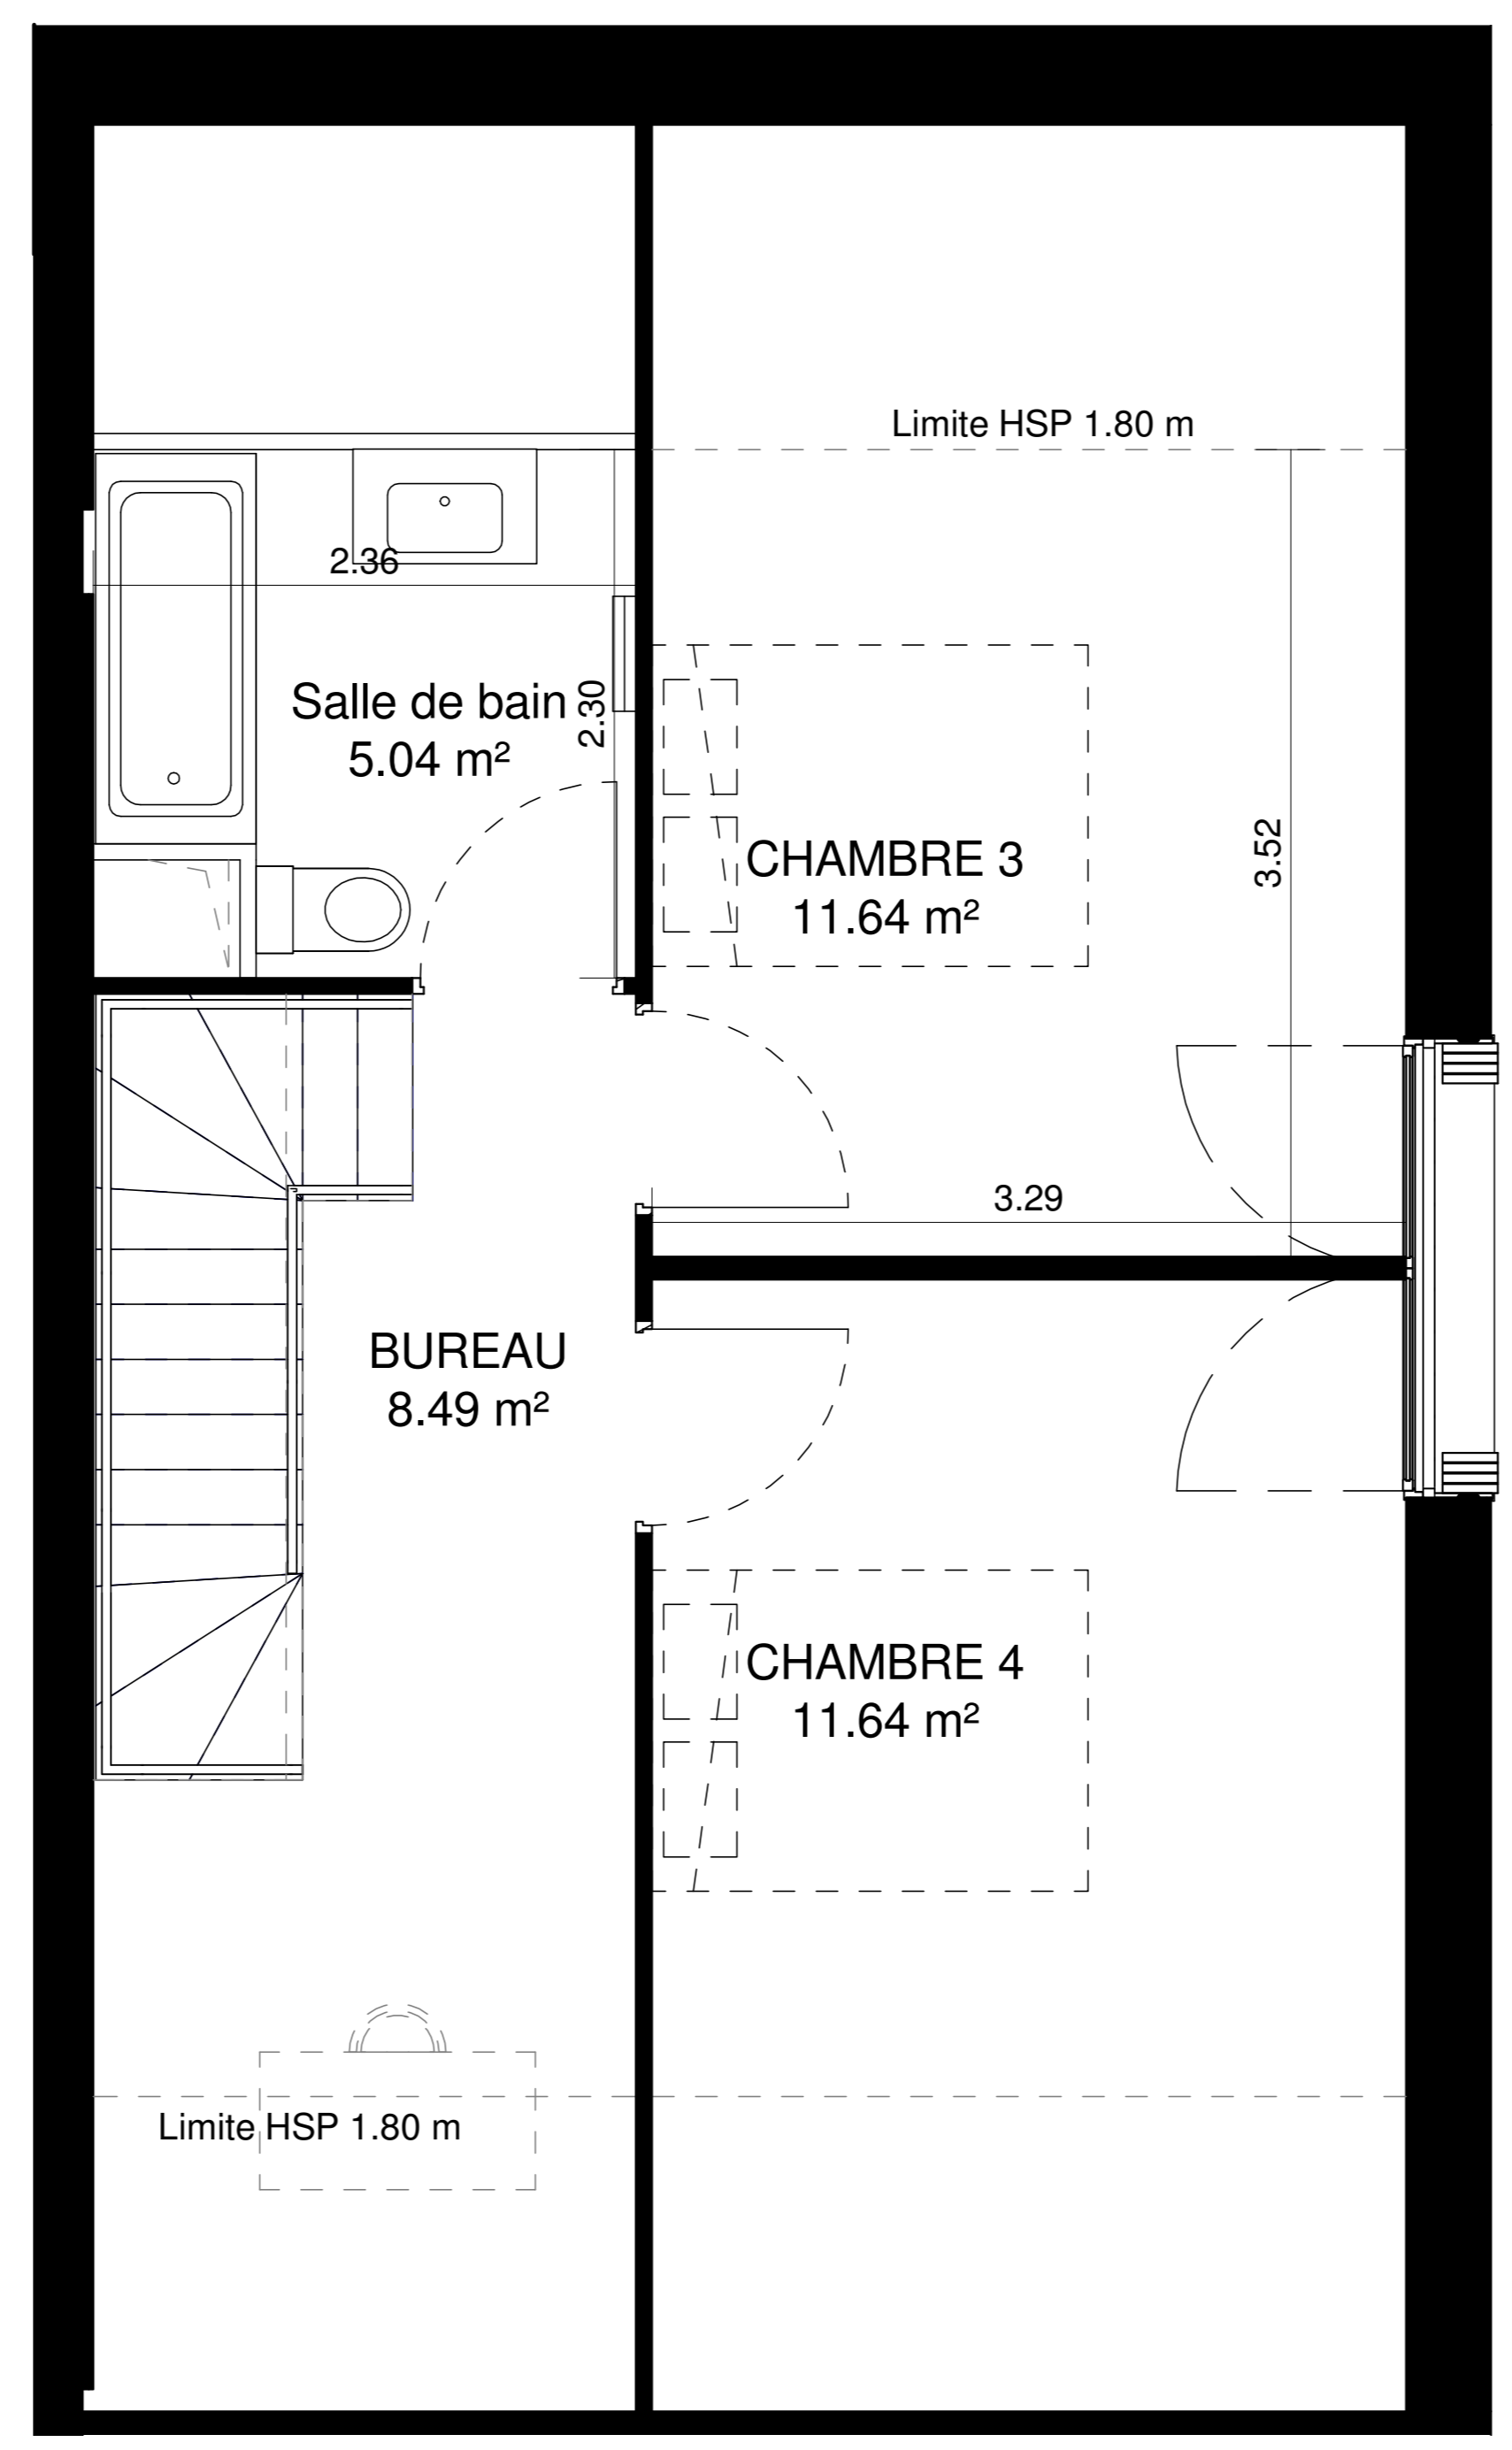 Limite HSP 1.80 m
2.36
Salle de bain
5.04 m²
2.30
CHAMBRE 3
11.64 m²
3.52
3.29
BUREAU
8.49 m²
CHAMBRE 4
11.64 m²
Limite HSP 1.80 m